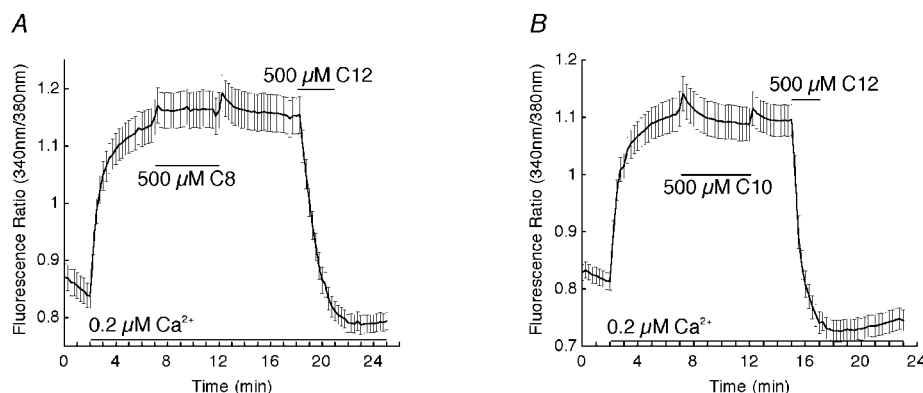 A
Fluorescence Ratio (340nm/380nm)
1.2
1.1
1
0.9
0.8
500 µM C12
500 µM C8
0.2 µM Ca²⁺
0 4 8 12 16 20 24
Time (min)
B
Fluorescence Ratio (340nm/380nm)
1.2
1.1
1
0.9
0.8
0.7
500 µM C12
500 µM C10
0.2 µM Ca²⁺
0 4 8 12 16 20 24
Time (min)